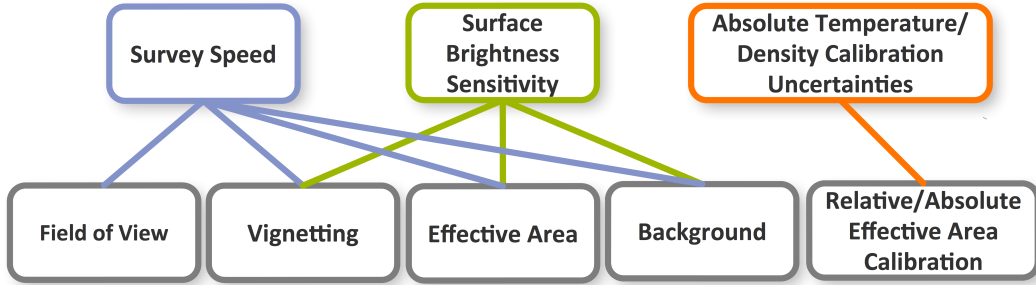 Survey Speed
Surface
Brightness
Sensitivity
Absolute Temperature/
Density Calibration
Uncertainties
Field of View
Vignetting
Effective Area
Background
Relative/Absolute
Effective Area
Calibration